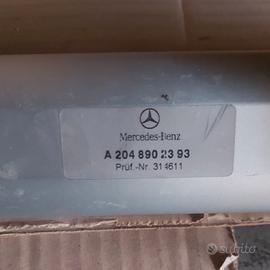 Mercedes-Benz
A 204 890 23 93
Prüf.-Nr. 314611
subito